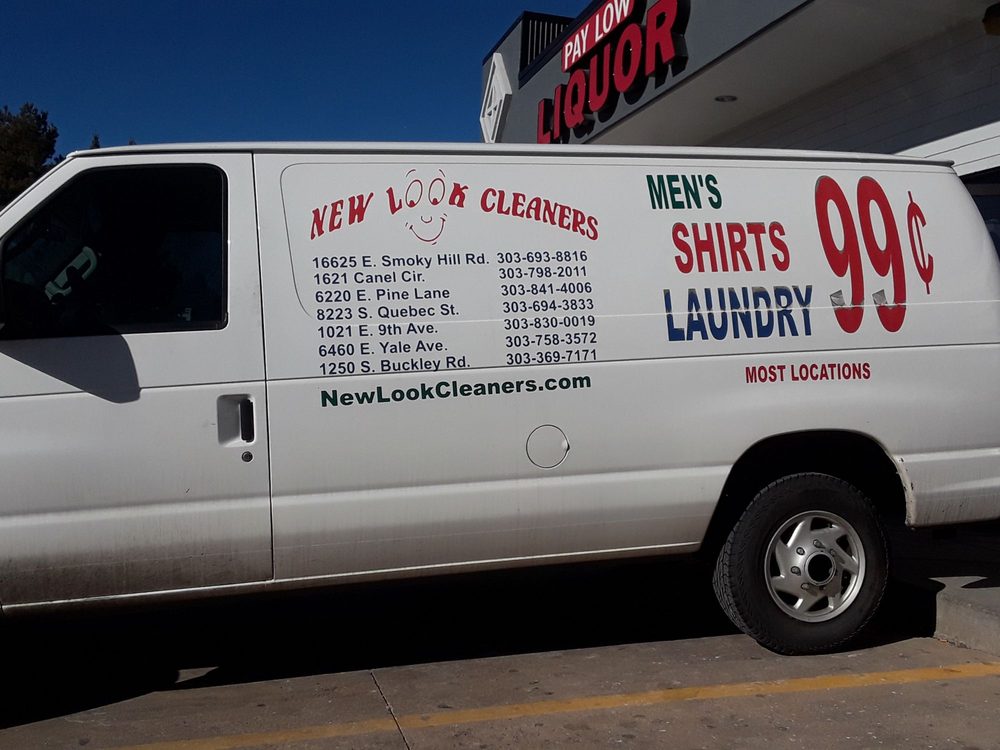 PAY LOW
LIQUOR
NEW LOOK CLEANERS
16625 E. Smoky Hill Rd. 303-693-8816
1621 Canel Cir. 303-798-2011
6220 E. Pine Lane 303-841-4006
8223 S. Quebec St. 303-694-3833
1021 E. 9th Ave. 303-830-0019
6460 E. Yale Ave. 303-758-3572
1250 S. Buckley Rd. 303-369-7171
NewLookCleaners.com
MEN'S
SHIRTS 99¢
LAUNDRY
MOST LOCATIONS